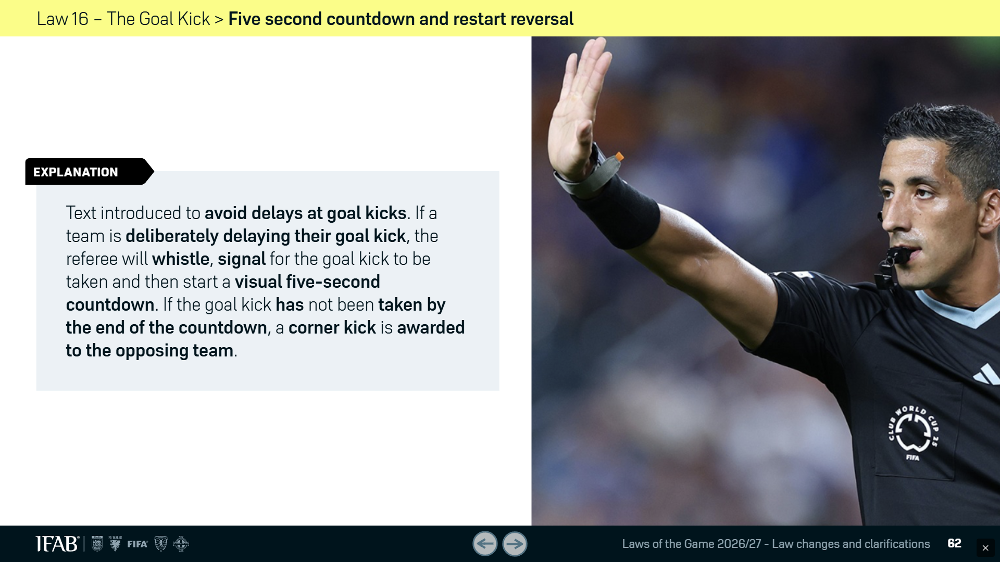 Law 16 – The Goal Kick > Five second countdown and restart reversal
EXPLANATION
Text introduced to avoid delays at goal kicks. If a
team is deliberately delaying their goal kick, the
referee will whistle, signal for the goal kick to be
taken and then start a visual five-second
countdown. If the goal kick has not been taken by
the end of the countdown, a corner kick is awarded
to the opposing team.
CLUB WORLD CUP 25
FIFA
IFAB
FA WALES
FIFA
Laws of the Game 2026/27 - Law changes and clarifications
62